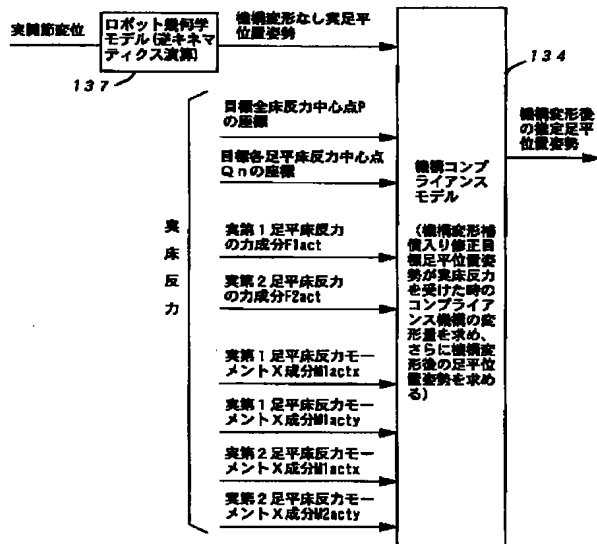 実関節変位
ロボット幾何学
モデル(逆キネマ
ティクス演算)
137
機構変形なし実足平
位置姿勢
134
目標全床反力中心点P
の座標
目標各足平床反力中心点
Qnの座標
実床反力
実第1足平床反力
の力成分F1act
実第2足平床反力
の力成分F2act
実第1足平床反力モー
メントX成分M1actx
実第1足平床反力モー
メントX成分M1acty
実第2足平床反力モー
メントX成分M1actx
実第2足平床反力モー
メントX成分M2acty
機構コンプ
ライアンス
モデル
(機構変形補
償入り修正目
標足平位置姿
勢が実床反力
を受けた時の
コンプライア
ンス機構の変
形量を求め、
さらに機構変
形後の足平位
置姿勢を求め
る)
機構変形後
の推定足平
位置姿勢